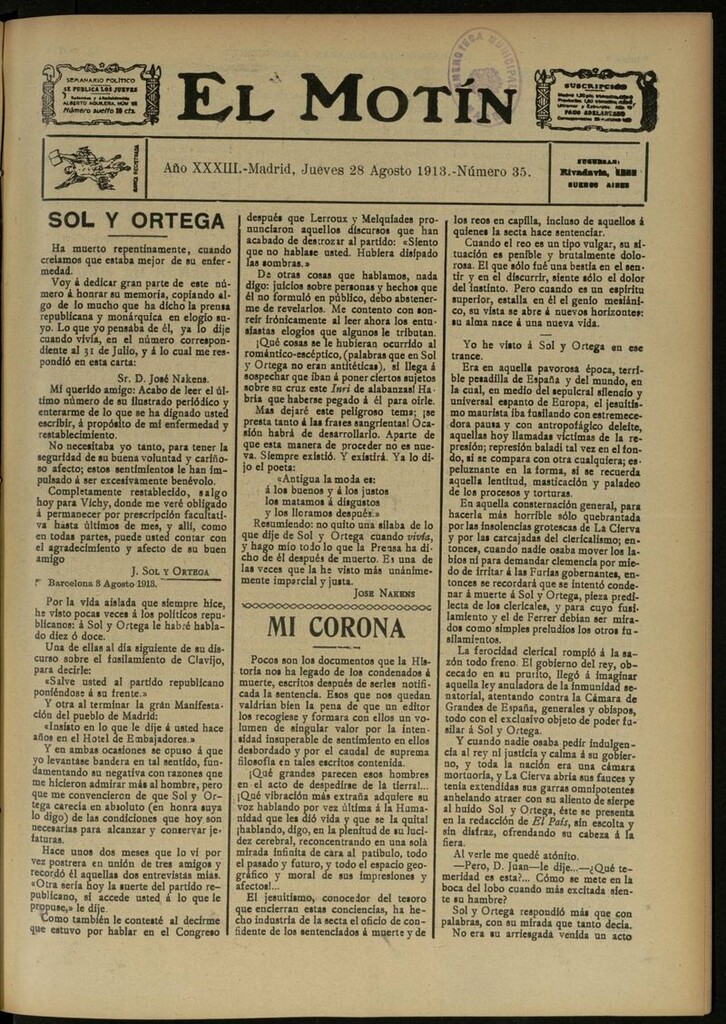 SEMANARIO POLÍTICO
SE PUBLICA LOS JUEVES
Número suelto 10 cts.
EL MOTÍN
HEMEROTECA MUNICIPAL
SUSCRIPCIÓN
PAGO ADELANTADO
Año XXXIII.-Madrid, Jueves 28 Agosto 1913.-Número 35.
SUCURSAL:
Rivadavia,
BUENOS AIRES
SOL Y ORTEGA
Ha muerto repentinamente, cuando
creíamos que estaba mejor de su enfer-
medad.
Voy á dedicar gran parte de este nú-
mero á honrar su memoria, copiando al-
go de lo mucho que ha dicho la prensa
republicana y monárquica en elogio su-
yo. Lo que yo pensaba de él, ya lo dije
cuando vivía, en el número correspon-
diente al 31 de Julio, y á lo cual me res-
pondió en esta carta:
Sr. D. José Nakens.
Mi querido amigo: Acabo de leer el úl-
timo número de su ilustrado periódico y
enterarme de lo que se ha dignado usted
escribir, á propósito de mi enfermedad y
restablecimiento.
No necesitaba yo tanto, para tener la
seguridad de su buena voluntad y cariño-
so afecto; estos sentimientos le han im-
pulsado á ser excesivamente benévolo.
Completamente restablecido, salgo
hoy para Vichy, donde me veré obligado
á permanecer por prescripción facultati-
va hasta últimos de mes, y allí, como
en todas partes, puede usted contar con
el agradecimiento y afecto de su buen
amigo
J. SOL Y ORTEGA
Barcelona 3 Agosto 1913.
Por la vida aislada que siempre hice,
he visto pocas veces á los políticos repu-
blicanos: á Sol y Ortega le habré habla-
do diez ó doce.
Una de ellas al día siguiente de su dis-
curso sobre el fusilamiento de Clavijo,
para decirle:
«Salve usted al partido republicano
poniéndose á su frente.»
Y otra al terminar la gran Manifesta-
ción del pueblo de Madrid:
«Insisto en lo que le dije á usted hace
años en el Hotel de Embajadores.»
Y en ambas ocasiones se opuso á que
yo levantáse bandera en tal sentido, fun-
damentando su negativa con razones que
me hicieron admirar más al hombre, pero
que me convencieron de que Sol y Or-
tega carecía en absoluto (en honra suya
lo digo) de las condiciones que hoy son
necesarias para alcanzar y conservar je-
faturas.
Hace unos dos meses que lo ví por
vez postrera en unión de tres amigos y
recordó él aquellas dos entrevistas mías.
«Otra sería hoy la suerte del partido re-
publicano, si accede usted á lo que le
propuse,» le dije.
Como también le contesté al decirme
que estuvo por hablar en el Congreso
después que Lerroux y Melquiades pro-
nunciaron aquellos discursos que han
acabado de destrozar al partido: «Siento
que no hablase usted. Hubiera disipado
las sombras.»
De otras cosas que hablamos, nada
digo: juicios sobre personas y hechos que
él no formuló en público, debo abstener-
me de revelarlos. Me contento con son-
reír irónicamente al leer ahora los entu-
siastas elogios que algunos le tributan.
¡Qué cosas se le hubieran ocurrido al
romántico-escéptico, (palabras que en Sol
y Ortega no eran antitéticas), si llega á
sospechar que iban á poner ciertos sujetos
sobre su cruz este Inri de alabanzas! Ha-
bría que haberse pegado á él para oirle.
Mas dejaré este peligroso tema; ¡se
presta tanto á las frases sangrientas! Oca-
sión habrá de desarrollarlo. Aparte de
que esta manera de proceder no es nue-
va. Siempre existió. Y existirá. Ya lo di-
jo el poeta:
«Antigua la moda es:
á los buenos y á los justos
los matamos á disgustos
y los lloramos después.»
Resumiendo: no quito una sílaba de lo
que dije de Sol y Ortega cuando vivía,
y hago mío todo lo que la Prensa ha di-
cho de él después de muerto. Es una de
las veces que la he visto más unánime-
mente imparcial y justa.
JOSE NAKENS
MI CORONA
Pocos son los documentos que la His-
toria nos ha legado de los condenados á
muerte, escritos después de serles notifi-
cada la sentencia. Esos que nos quedan
valdrían bien la pena de que un editor
los recogiese y formara con ellos un vo-
lumen de singular valor por la inten-
sidad insuperable de sentimiento en ellos
desbordado y por el caudal de suprema
filosofía en tales escritos contenida.
¡Qué grandes parecen esos hombres
en el acto de despedirse de la tierra!...
¡Qué vibración más extraña adquiere su
voz hablando por vez última á la Huma-
nidad que les dió vida y que se la quita!
¡hablando, digo, en la plenitud de su luci-
dez cerebral, reconcentrando en una sola
mirada infinita de cara al patíbulo, todo
el pasado y futuro, y todo el espacio geo-
gráfico y moral de sus impresiones y
afectos!...
El jesuitismo, conocedor del tesoro
que encierran estas conciencias, ha he-
cho industria de la secta el oficio de con-
fidente de los sentenciados á muerte y de
los reos en capilla, incluso de aquellos á
quienes la secta hace sentenciar.
Cuando el reo es un tipo vulgar, su si-
tuación es penible y brutalmente dolo-
rosa. El que sólo fué una bestia en el sen-
tir y en el discurrir, siente sólo el dolor
del instinto. Pero cuando es un espíritu
superior, estalla en él el genio mesiáni-
co, su vista se abre á nuevos horizontes:
su alma nace á una nueva vida.
Yo he visto á Sol y Ortega en ese
trance.
Era en aquella pavorosa época, terri-
ble pesadilla de España y del mundo, en
la cual, en medio del sepulcral silencio y
universal espanto de Europa, el jesuitis-
mo maurista iba fusilando con estremece-
dora pausa y con antropofágico deleite,
aquellas hoy llamadas víctimas de la re-
presión; represión baladí tal vez en el fon-
do, si se compara con otra cualquiera; es-
peluznante en la forma, si se recuerda
aquella lentitud, masticación y paladeo
de los procesos y torturas.
En aquella consternación general, para
hacerla más horrible sólo quebrantada
por las insolencias grotescas de La Cierva
y por las carcajadas del clericalismo; en-
tonces, cuando nadie osaba mover los la-
bios ni para demandar clemencia por mie-
do de irritar á las Furias gobernantes, en-
tonces se recordará que se intentó conde-
nar á muerte á Sol y Ortega, pieza predi-
lecta de los clericales, y para cuyo fusi-
lamiento y el de Ferrer debían ser mira-
dos como simples preludios los otros fu-
silamientos.
La ferocidad clerical rompió á la sa-
zón todo freno. El gobierno del rey, obce-
cado en su prurito, llegó á imaginar
aquella ley anuladora de la inmunidad se-
natorial, atentando contra la Cámara de
Grandes de España, generales y obispos,
todo con el exclusivo objeto de poder fu-
silar á Sol y Ortega.
Y cuando nadie osaba pedir indulgen-
cia al rey ni justicia y calma á su gobier-
no, y toda la nación era una cámara
mortuoria, y La Cierva abría sus fauces y
tenía extendidas sus garras omnipotentes
anhelando atraer con su aliento de sierpe
al huído Sol y Ortega, éste se presenta
en la redacción de El País, sin escolta y
sin disfraz, ofrendando su cabeza á la
fiera.
Al verle me quedé atónito.
—Pero, D. Juan—le dije...—¿Qué te-
meridad es esta?... Cómo se mete en la
boca del lobo cuando más excitada sien-
te su hambre?
Sol y Ortega respondió más que con
palabras, con su mirada que tanto decía.
No era su arriesgada venida un acto